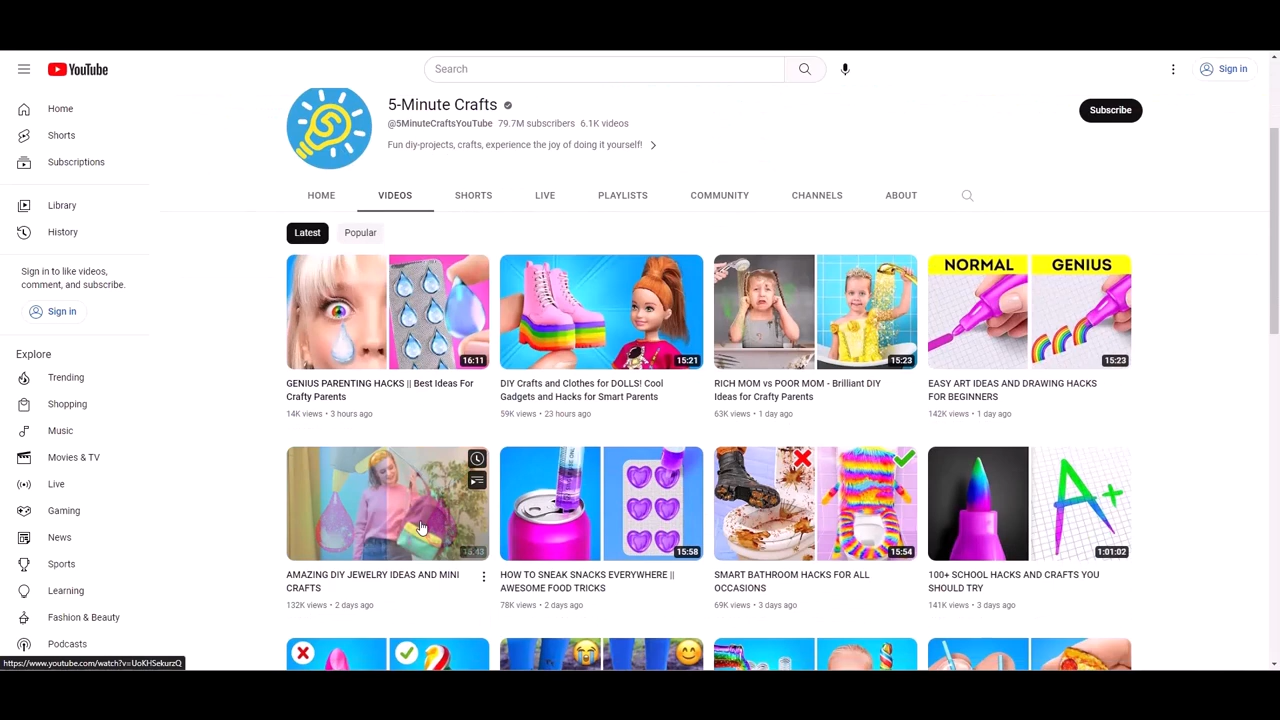 YouTube
Search
Sign in
Home
Shorts
Subscriptions
Library
History
Sign in to like videos,
comment, and subscribe.
Sign in
Explore
Trending
Shopping
Music
Movies & TV
Live
Gaming
News
Sports
Learning
Fashion & Beauty
Podcasts
5-Minute Crafts
@5MinuteCraftsYouTube 79.7M subscribers 6.1K videos
Fun diy-projects, crafts, experience the joy of doing it yourself!
Subscribe
HOME VIDEOS SHORTS LIVE PLAYLISTS COMMUNITY CHANNELS ABOUT
Latest Popular
16:11
GENIUS PARENTING HACKS || Best Ideas For
Crafty Parents
14K views • 3 hours ago
15:21
DIY Crafts and Clothes for DOLLS! Cool
Gadgets and Hacks for Smart Parents
59K views • 23 hours ago
15:23
RICH MOM vs POOR MOM - Brilliant DIY
Ideas for Crafty Parents
63K views • 1 day ago
NORMAL GENIUS
15:23
EASY ART IDEAS AND DRAWING HACKS
FOR BEGINNERS
142K views • 1 day ago
15:43
AMAZING DIY JEWELRY IDEAS AND MINI
CRAFTS
132K views • 2 days ago
15:58
HOW TO SNEAK SNACKS EVERYWHERE ||
AWESOME FOOD TRICKS
78K views • 2 days ago
15:54
SMART BATHROOM HACKS FOR ALL
OCCASIONS
69K views • 3 days ago
A+
1:01:02
100+ SCHOOL HACKS AND CRAFTS YOU
SHOULD TRY
141K views • 3 days ago
https://www.youtube.com/watch?v=UoKHSekurzQ